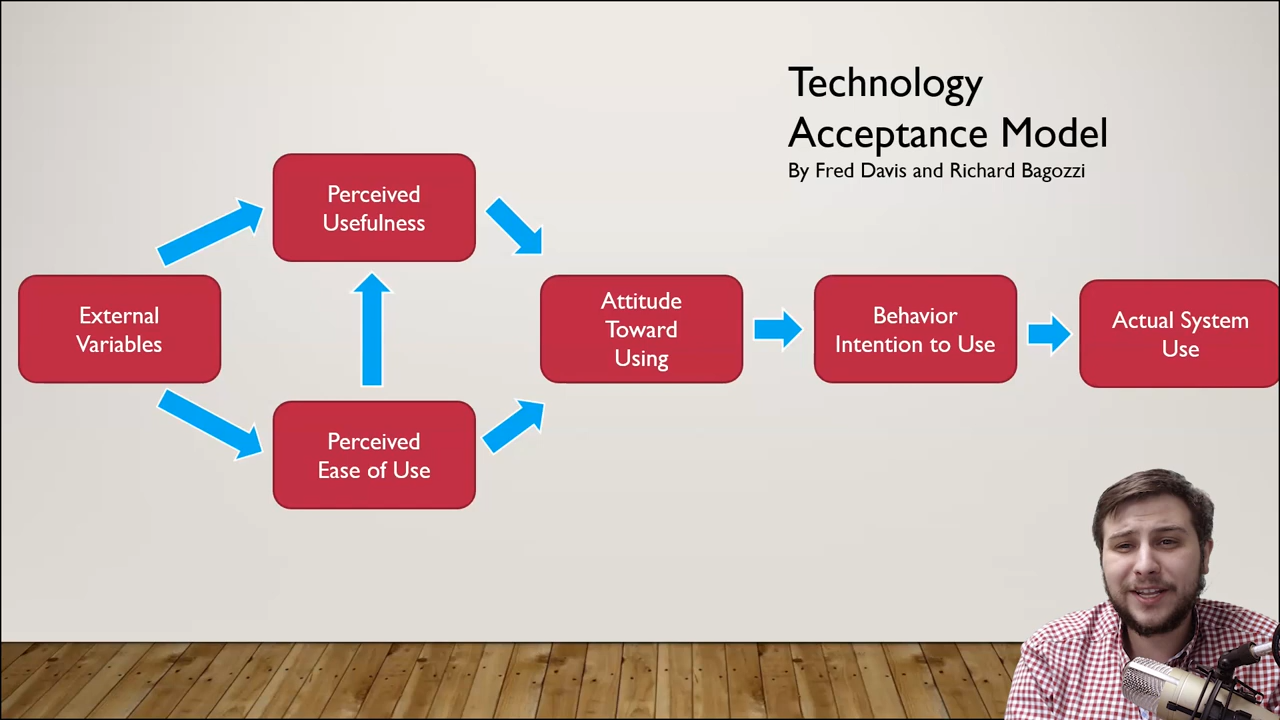 Technology
Acceptance Model
By Fred Davis and Richard Bagozzi
Perceived
Usefulness
External
Variables
Attitude
Toward
Using
Behavior
Intention to Use
Actual System
Use
Perceived
Ease of Use